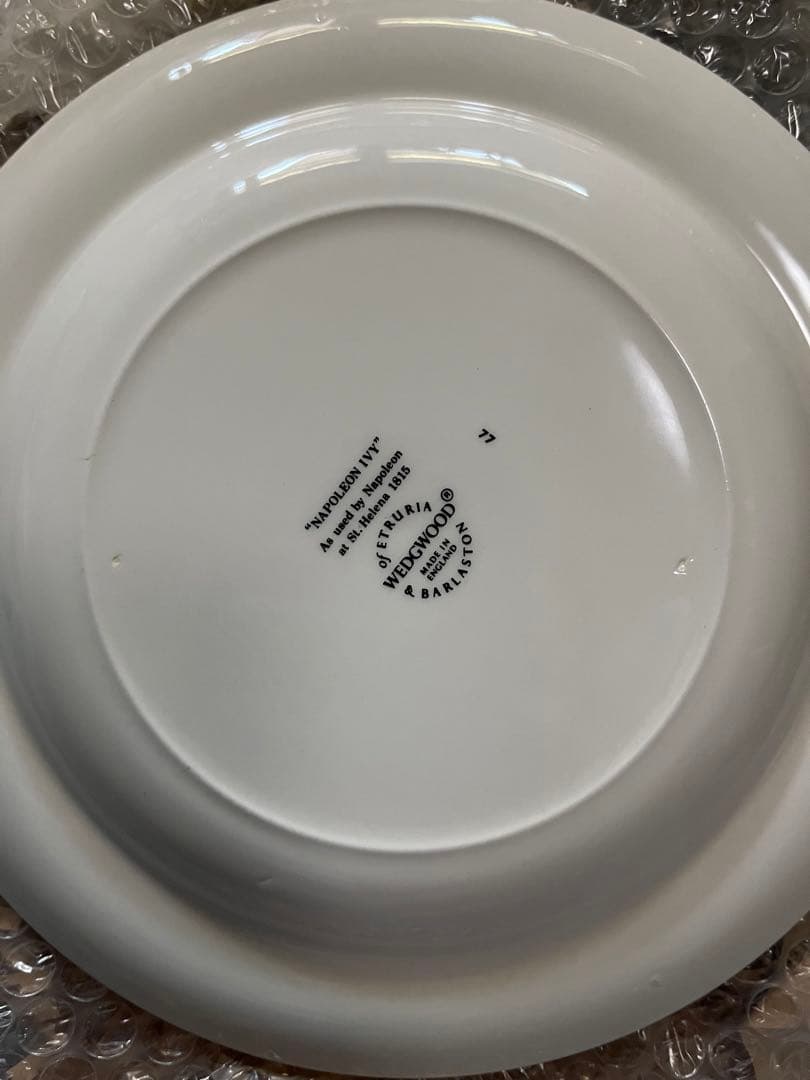 "NAPOLEON IVY"
As used by Napoleon
at St. Helena 1815
77
of ETRURIA
WEDGWOOD®
MADE IN
ENGLAND
& BARLASTON